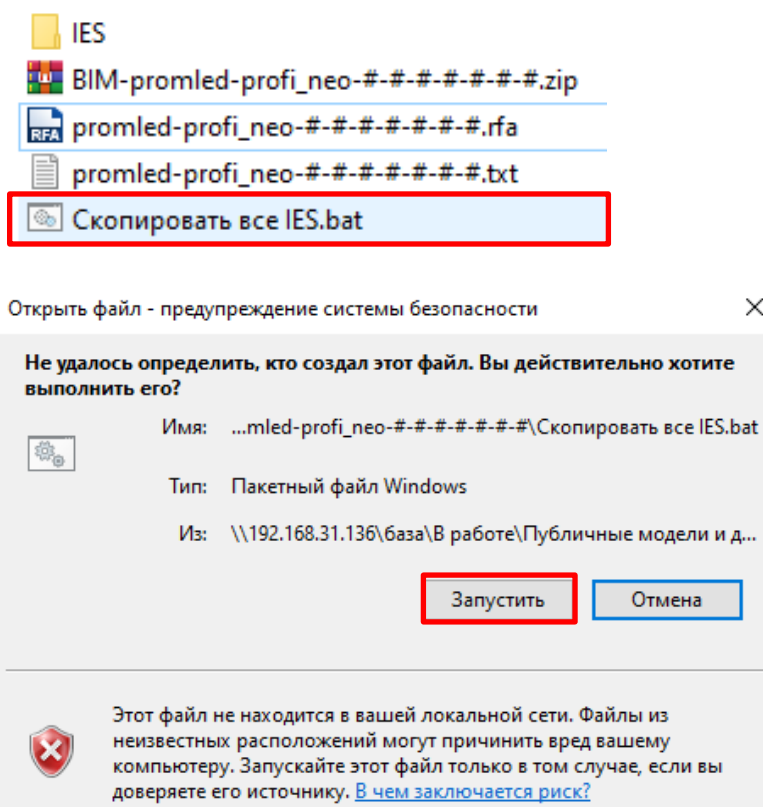 IES
BIM-promled-profi_neo-#-#-#-#-#-#-#.zip
RFA
promled-profi_neo-#-#-#-#-#-#-#.rfa
promled-profi_neo-#-#-#-#-#-#-#.txt
Скопировать все IES.bat
Открыть файл - предупреждение системы безопасности
Не удалось определить, кто создал этот файл. Вы действительно хотите
выполнить его?
Имя: ...mled-profi_neo-#-#-#-#-#-#-#\Скопировать все IES.bat
Тип: Пакетный файл Windows
Из: \\192.168.31.136\база\В работе\Публичные модели и д...
Запустить Отмена
Этот файл не находится в вашей локальной сети. Файлы из
неизвестных расположений могут причинить вред вашему
компьютеру. Запускайте этот файл только в том случае, если вы
доверяете его источнику. В чем заключается риск?